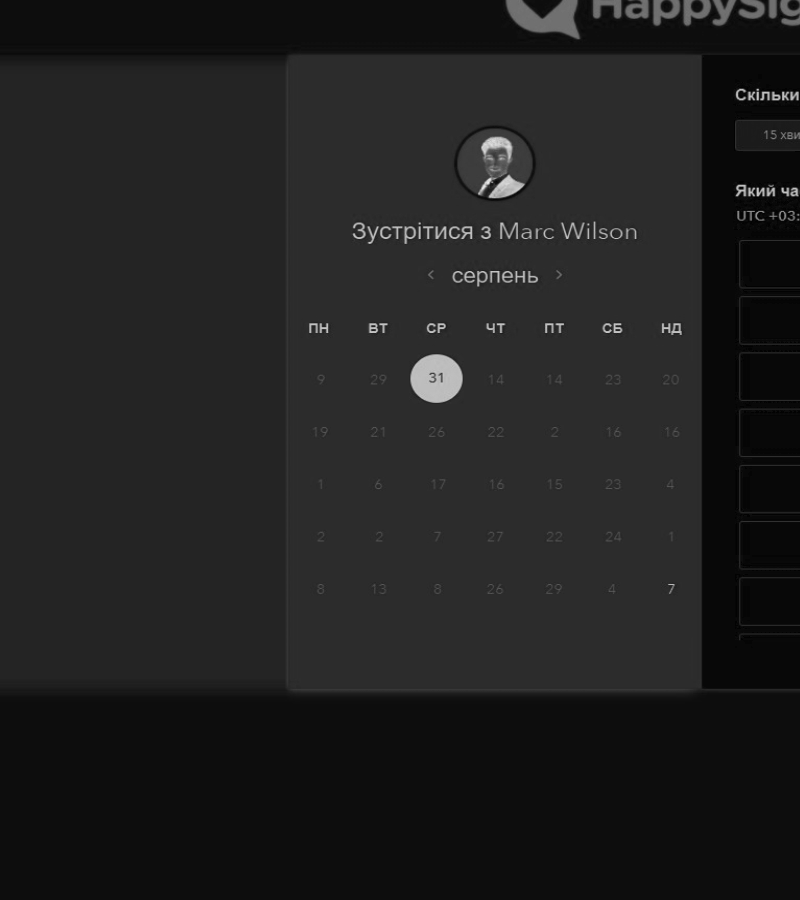 HappySig
Зустрітися з Marc Wilson
‹ серпень ›
ПН ВТ СР ЧТ ПТ СБ НД
9 29 31 14 14 23 20
19 21 26 22 2 16 16
1 6 17 16 15 23 4
2 2 7 27 22 24 1
8 13 8 26 29 4 7
Скільки
15 хви
Який ча
UTC +03: